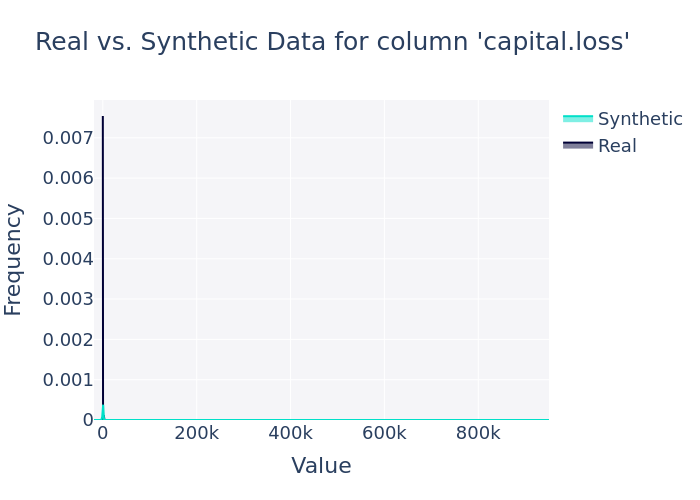 Real vs. Synthetic Data for column 'capital.loss'
Synthetic
Real
Frequency
0.007
0.006
0.005
0.004
0.003
0.002
0.001
0
0 200k 400k 600k 800k
Value